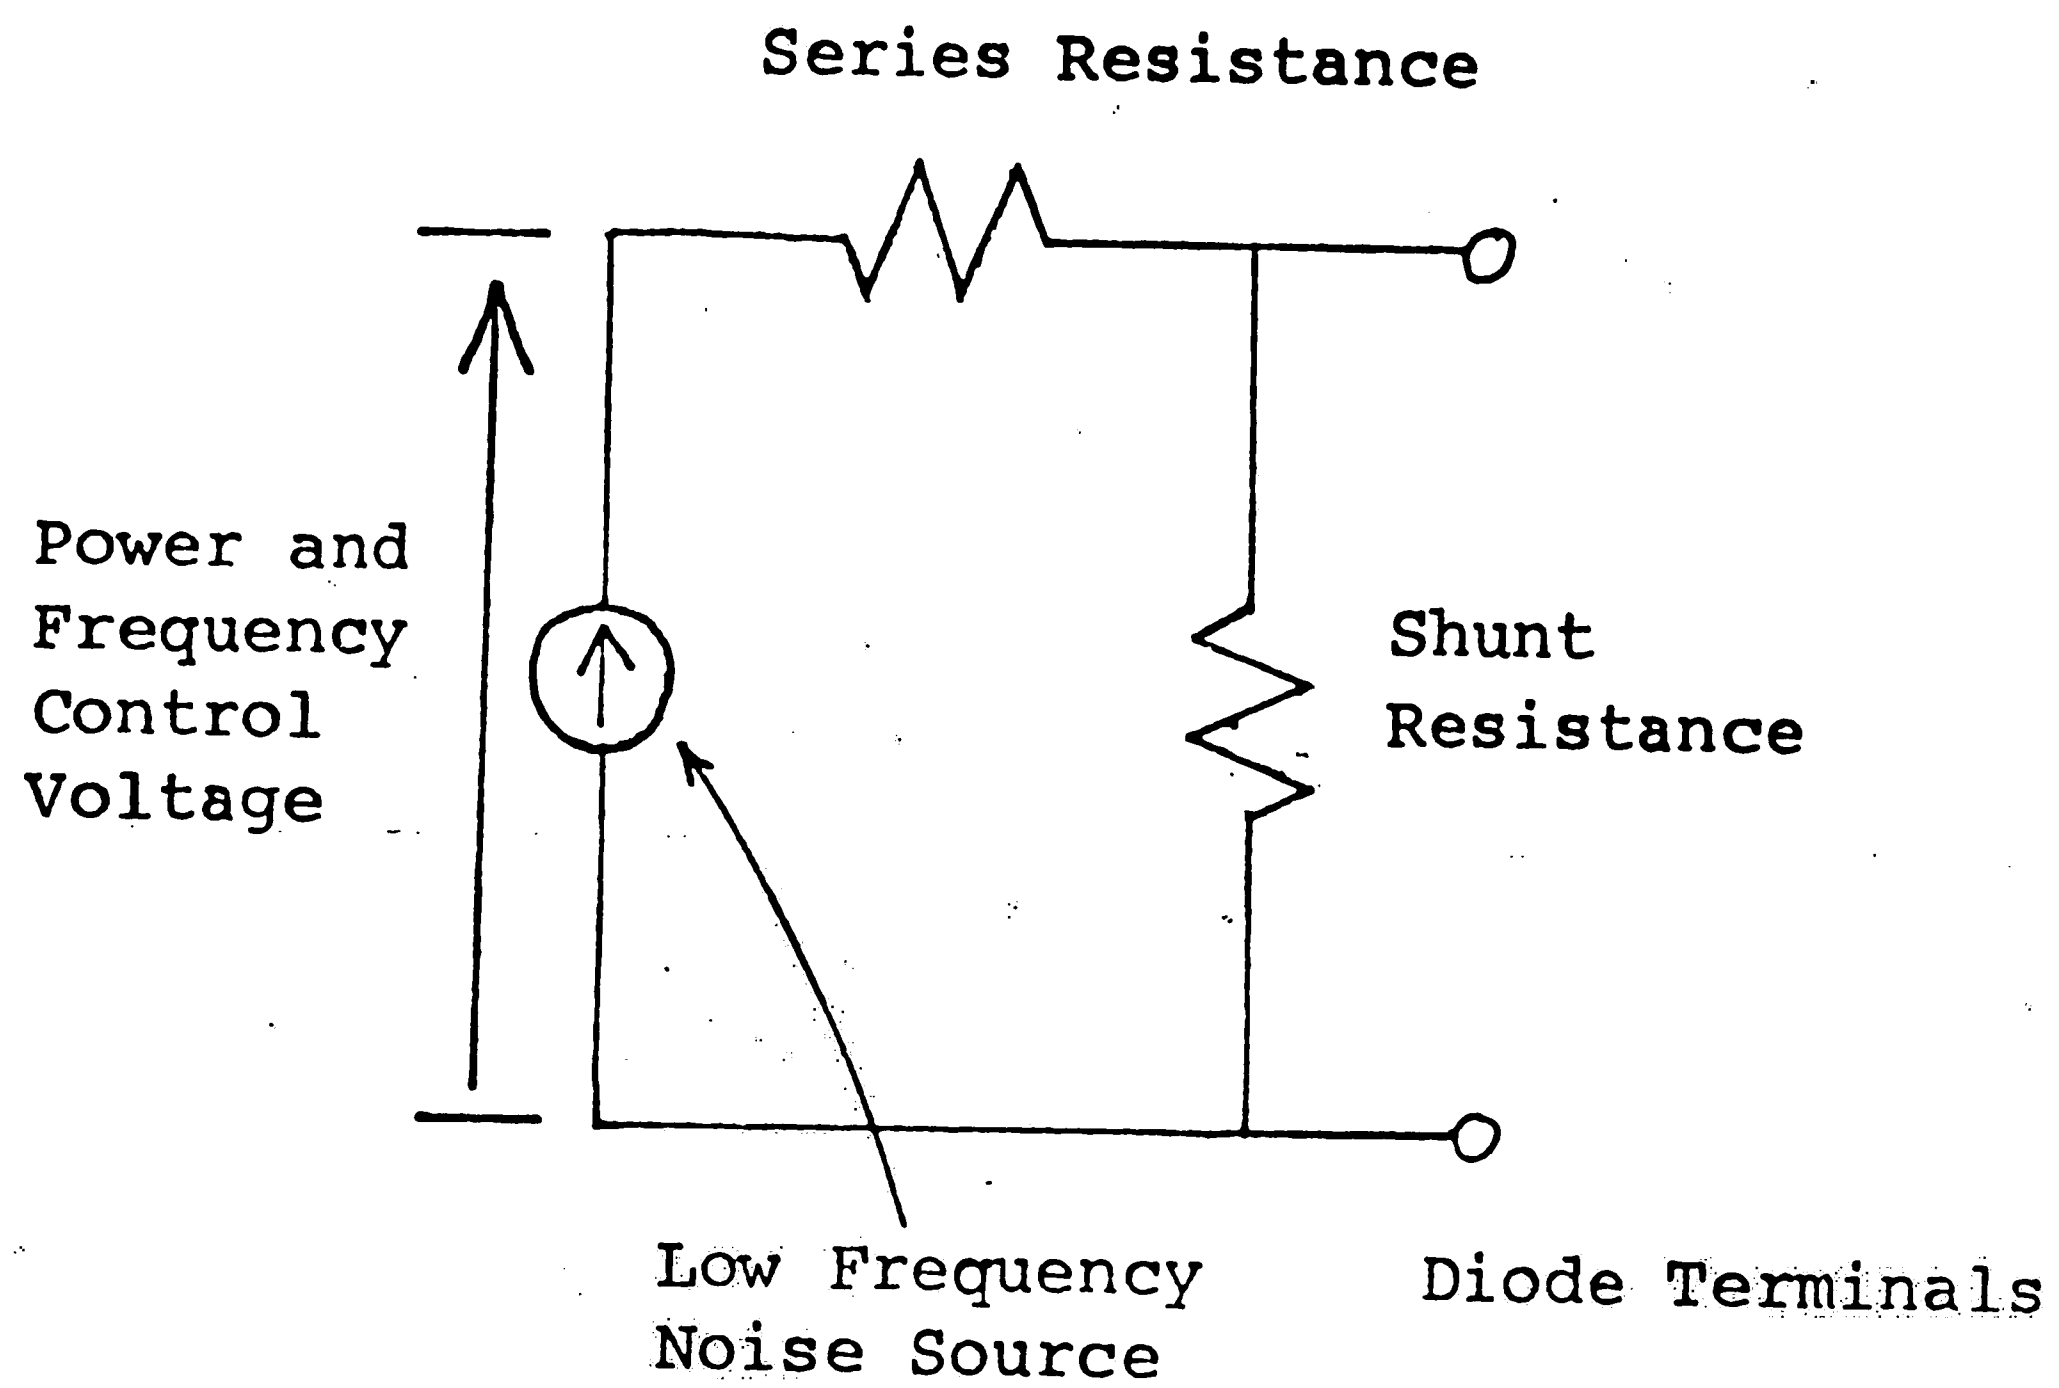 Series Resistance
Power and
Frequency
Control
Voltage
Shunt
Resistance
Low Frequency
Noise Source
Diode Terminals